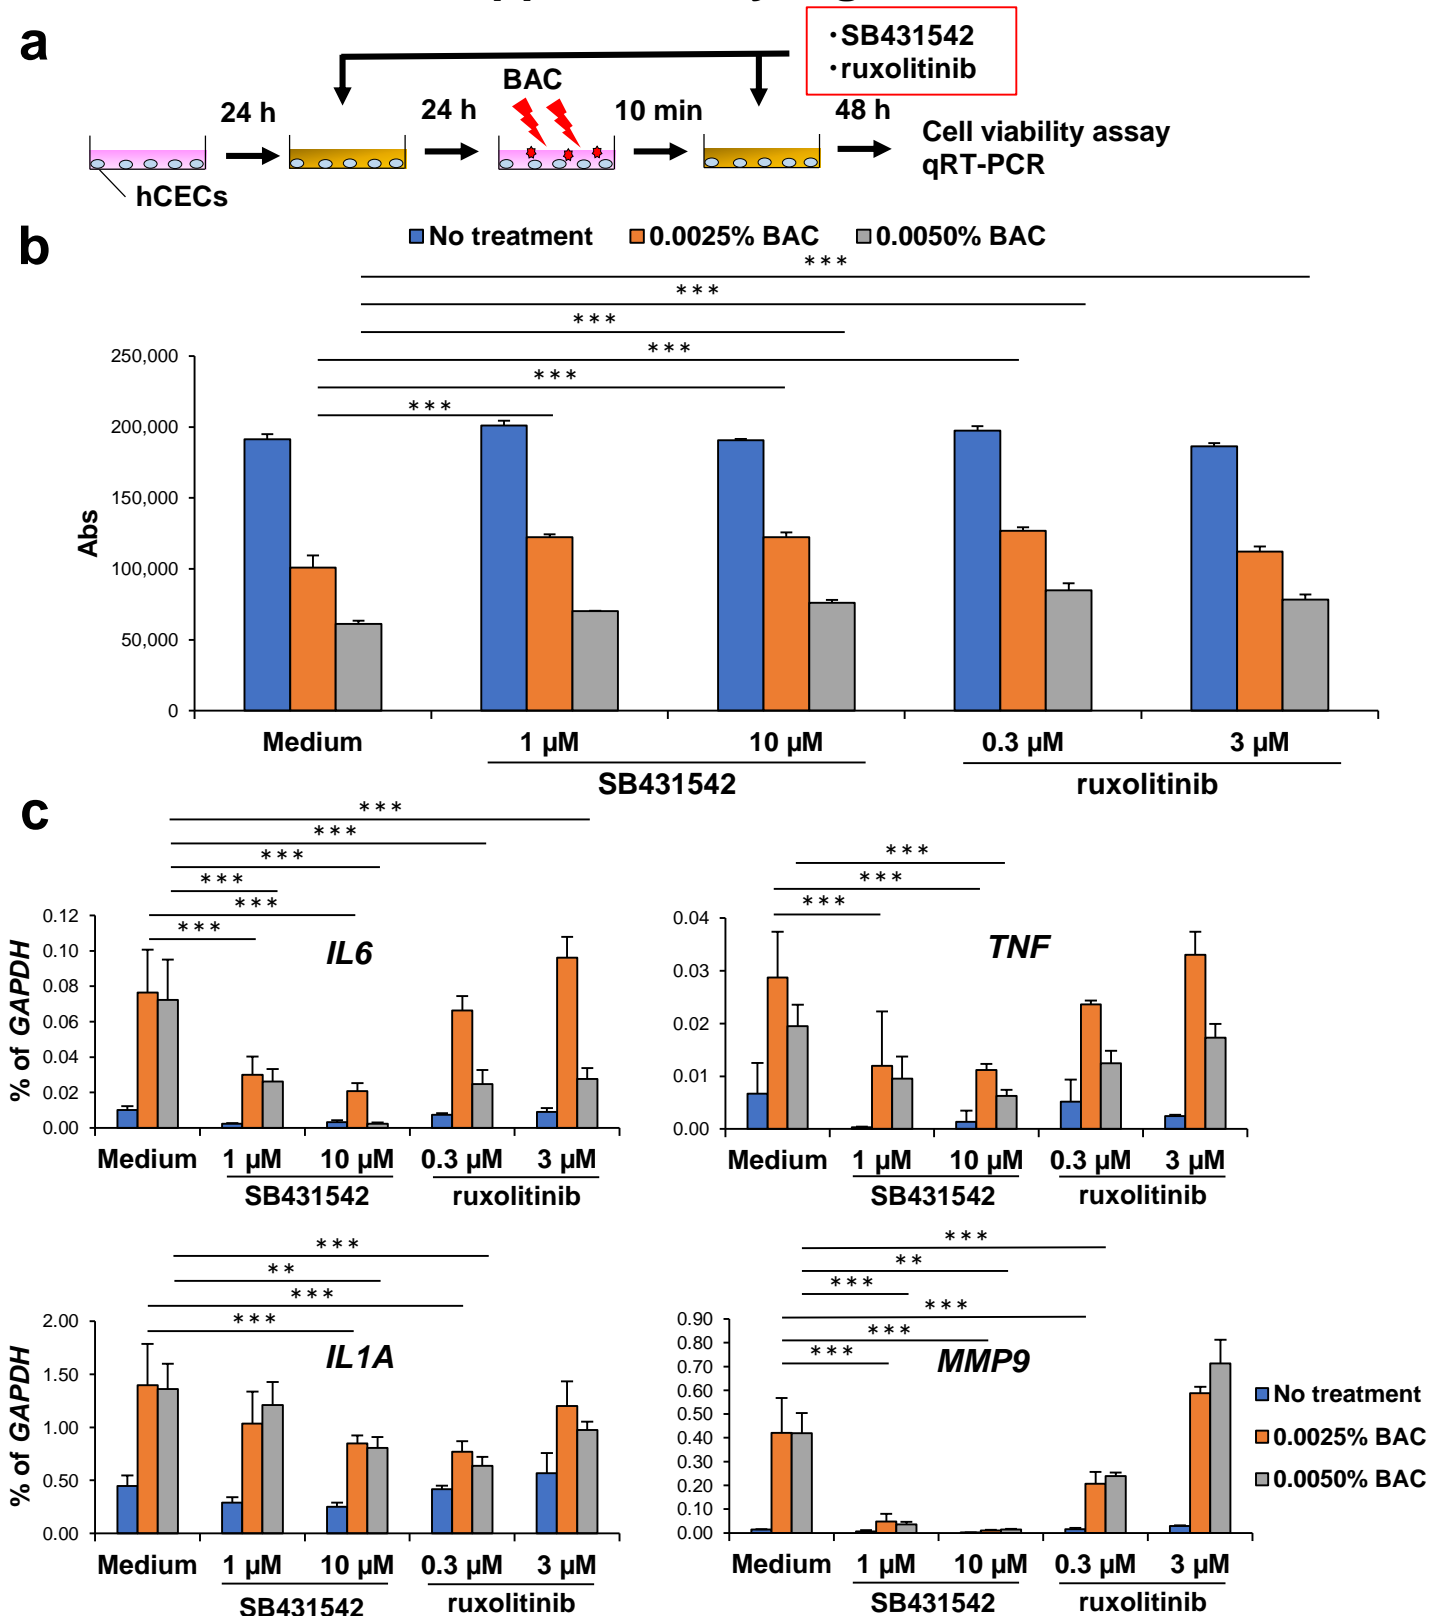 a
・SB431542
・ruxolitinib
BAC
24 h
24 h
10 min
48 h
Cell viability assay
qRT-PCR
hCECs
b
No treatment 0.0025% BAC 0.0050% BAC
***
***
***
***
***
***
250,000
200,000
150,000
100,000
50,000
0
Abs
Medium 1 µM 10 µM 0.3 µM 3 µM
SB431542 ruxolitinib
c
***
***
***
***
***
***
IL6
0.12
0.10
0.08
0.06
0.04
0.02
0.00
% of GAPDH
Medium 1 µM 10 µM 0.3 µM 3 µM
SB431542 ruxolitinib
***
***
***
TNF
0.04
0.03
0.02
0.01
0.00
Medium 1 µM 10 µM 0.3 µM 3 µM
SB431542 ruxolitinib
***
**
***
***
IL1A
2.00
1.50
1.00
0.50
0.00
% of GAPDH
Medium 1 µM 10 µM 0.3 µM 3 µM
SB431542 ruxolitinib
***
**
***
***
***
***
MMP9
0.90
0.80
0.70
0.60
0.50
0.40
0.30
0.20
0.10
0.00
Medium 1 µM 10 µM 0.3 µM 3 µM
SB431542 ruxolitinib
No treatment
0.0025% BAC
0.0050% BAC